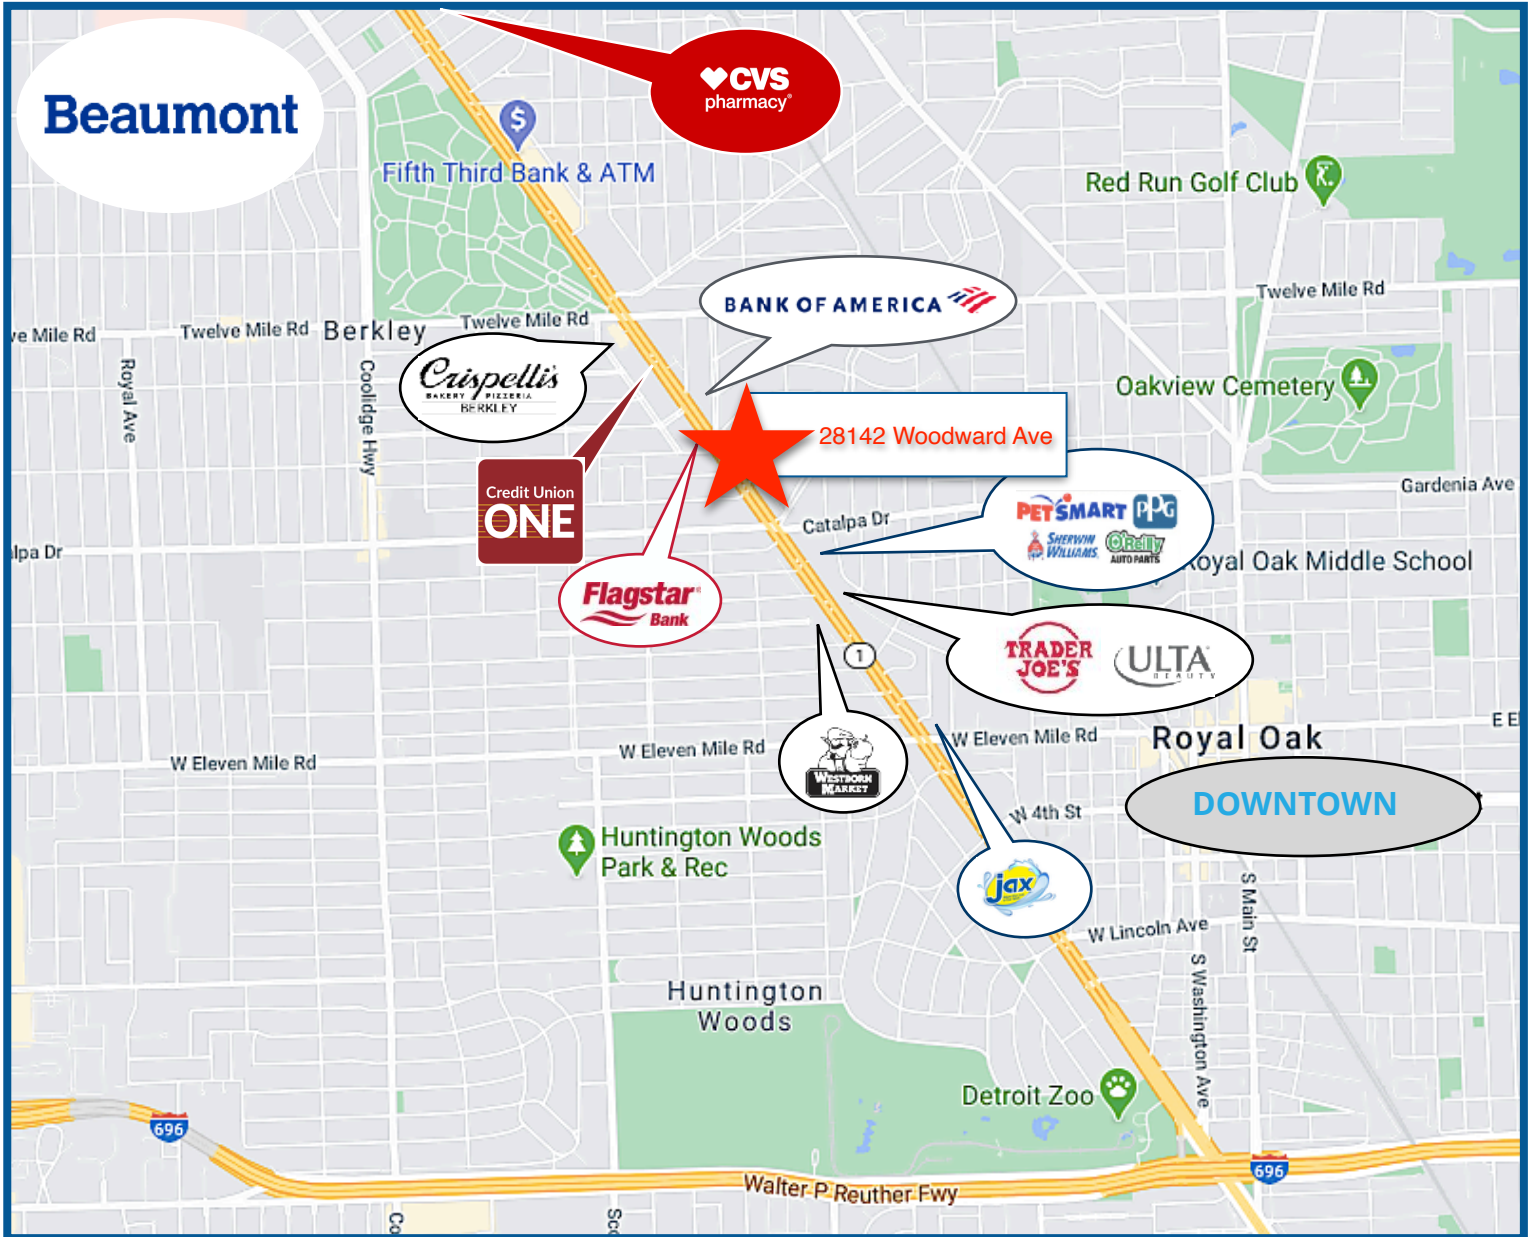 Beaumont
CVS
pharmacy
Fifth Third Bank & ATM
Red Run Golf Club
BANK OF AMERICA
Twelve Mile Rd
ve Mile Rd
Twelve Mile Rd
Berkley
Twelve Mile Rd
Crispelli's
BAKERY PIZZERIA
BERKLEY
Royal Ave
Coolidge Hwy
Oakview Cemetery
28142 Woodward Ave
Gardenia Ave
Credit Union
ONE
PETSMART
PPG
SHERWIN
WILLIAMS
O'Reilly
AUTO PARTS
Catalpa Dr
lpa Dr
Royal Oak Middle School
Flagstar
Bank
TRADER
JOE'S
ULTA
BEAUTY
1
W Eleven Mile Rd
W Eleven Mile Rd
W Eleven Mile Rd
E El
Royal Oak
WESTBORN
MARKET
DOWNTOWN
W 4th St
Huntington Woods
Park & Rec
jax
S Main St
W Lincoln Ave
S Washington Ave
Huntington
Woods
Detroit Zoo
696
696
Walter P Reuther Fwy
Co
Sco